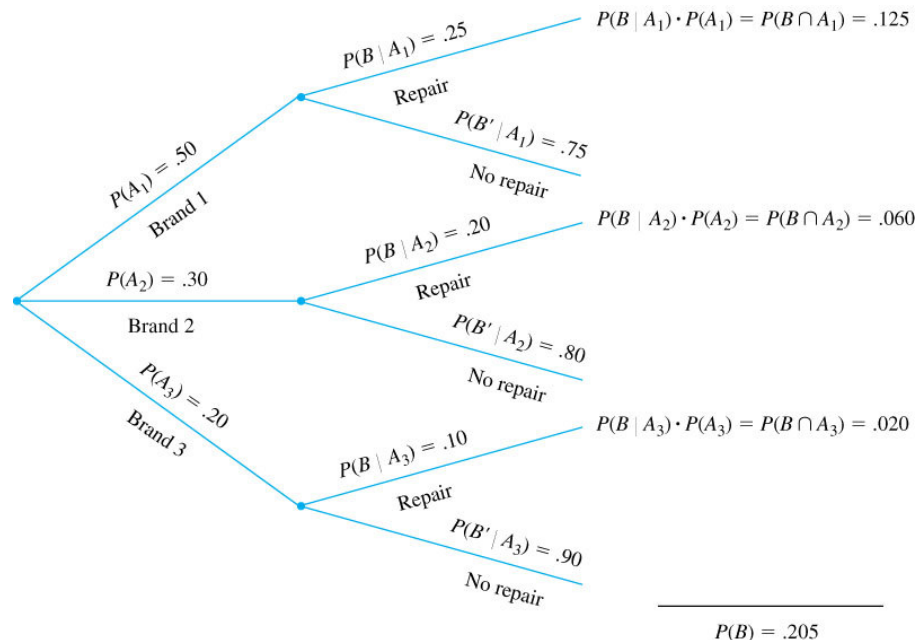 P(B | A₁) · P(A₁) = P(B ∩ A₁) = .125
P(B | A₁) = .25
Repair
P(B′ | A₁) = .75
No repair
P(A₁) = .50
Brand 1
P(B | A₂) · P(A₂) = P(B ∩ A₂) = .060
P(B | A₂) = .20
Repair
P(A₂) = .30
Brand 2
P(B′ | A₂) = .80
No repair
P(A₃) = .20
Brand 3
P(B | A₃) · P(A₃) = P(B ∩ A₃) = .020
P(B | A₃) = .10
Repair
P(B′ | A₃) = .90
No repair
P(B) = .205